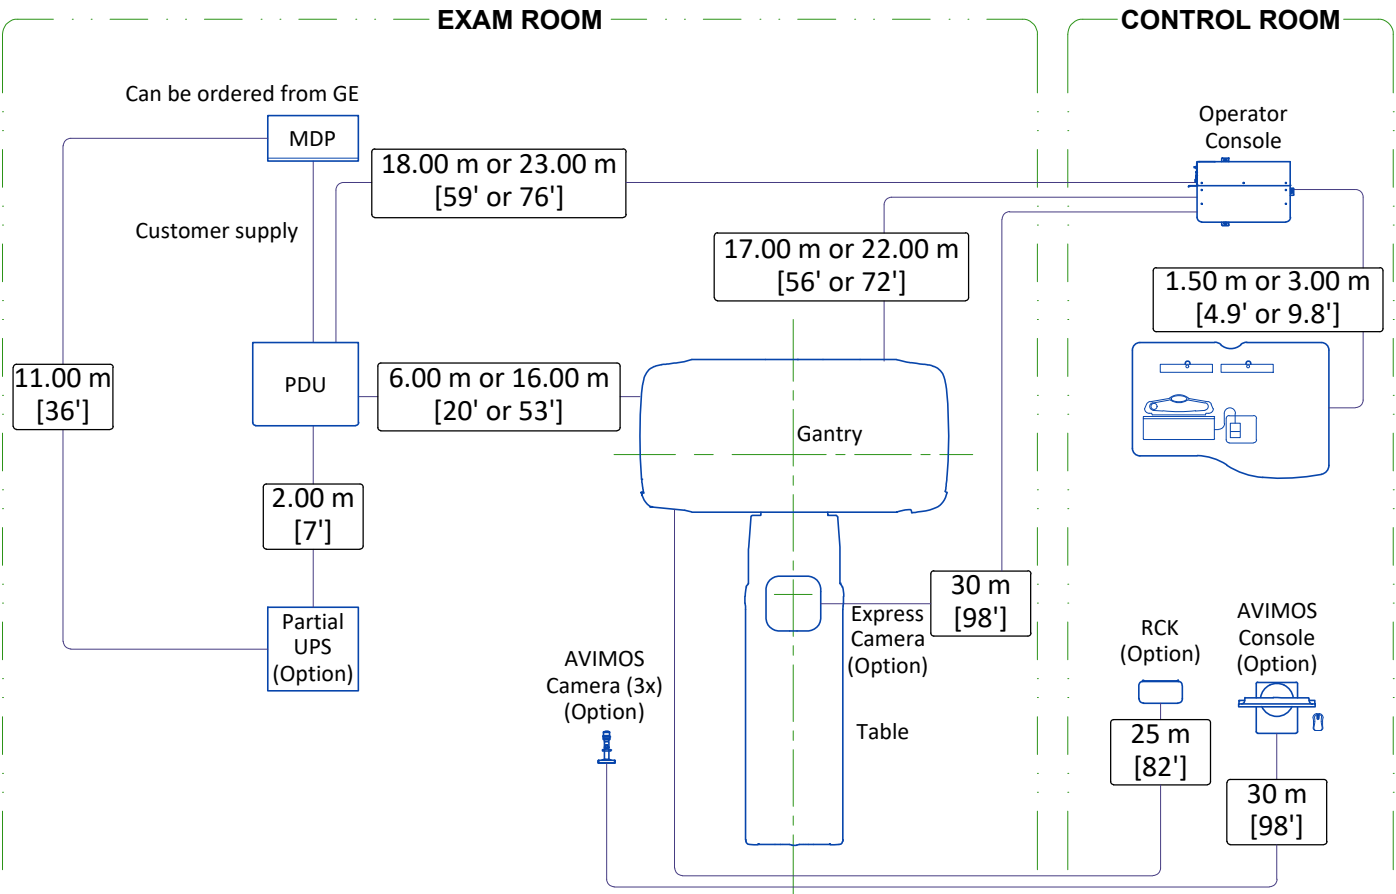 EXAM ROOM
CONTROL ROOM
Can be ordered from GE
MDP
Operator
Console
18.00 m or 23.00 m
[59' or 76']
Customer supply
17.00 m or 22.00 m
[56' or 72']
1.50 m or 3.00 m
[4.9' or 9.8']
11.00 m
[36']
PDU
6.00 m or 16.00 m
[20' or 53']
Gantry
2.00 m
[7']
30 m
[98']
Express
Camera
(Option)
Partial
UPS
(Option)
AVIMOS
Camera (3x)
(Option)
RCK
(Option)
AVIMOS
Console
(Option)
Table
25 m
[82']
30 m
[98']